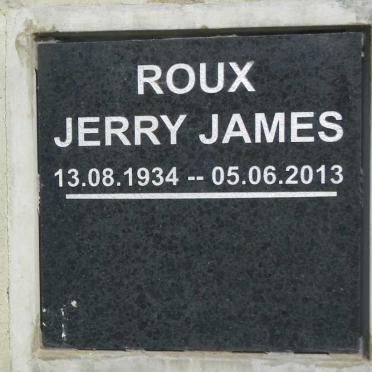 ROUX
JERRY JAMES
13.08.1934 -- 05.06.2013